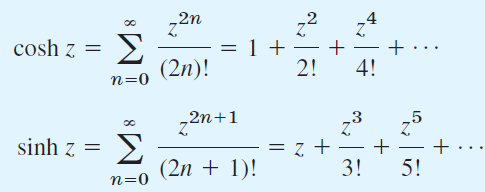 cosh z = ∑_{n=0}^{∞} z^{2n}/(2n)! = 1 + z^2/2! + z^4/4! + ···
sinh z = ∑_{n=0}^{∞} z^{2n+1}/(2n + 1)! = z + z^3/3! + z^5/5! + ···